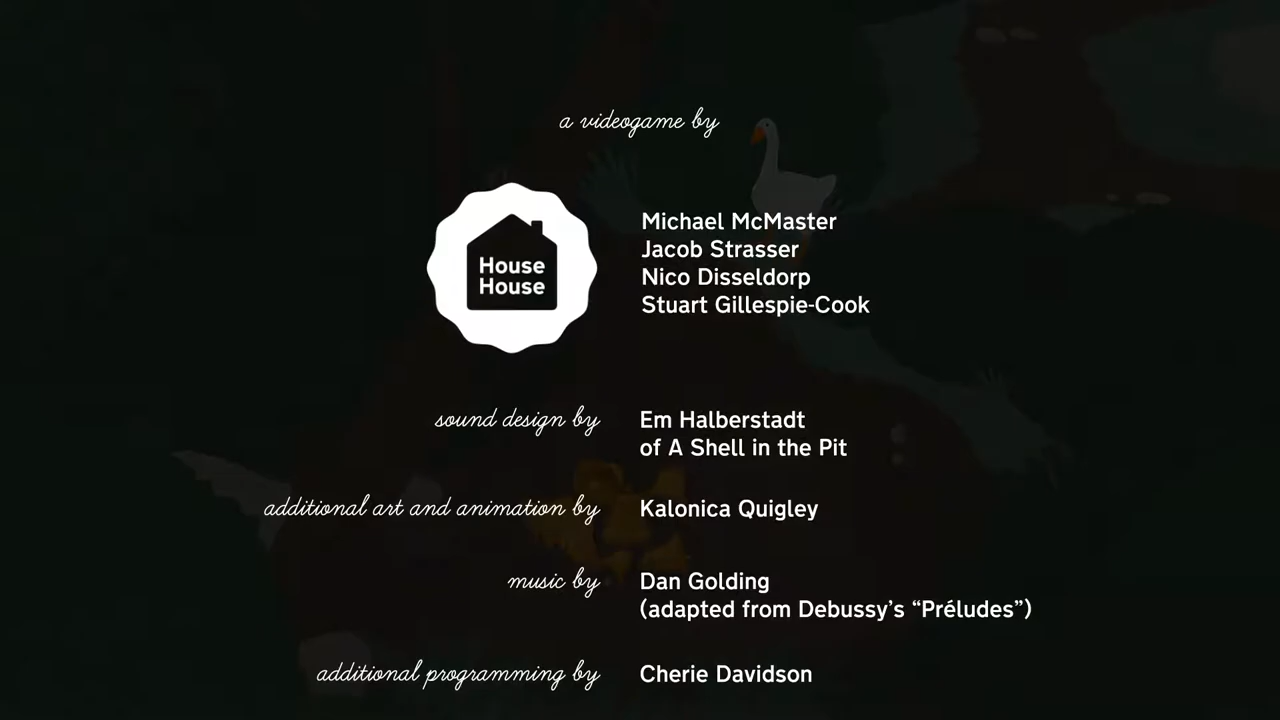 a videogame by
House
House
Michael McMaster
Jacob Strasser
Nico Disseldorp
Stuart Gillespie-Cook
sound design by
Em Halberstadt
of A Shell in the Pit
additional art and animation by
Kalonica Quigley
music by
Dan Golding
(adapted from Debussy’s “Préludes”)
additional programming by
Cherie Davidson